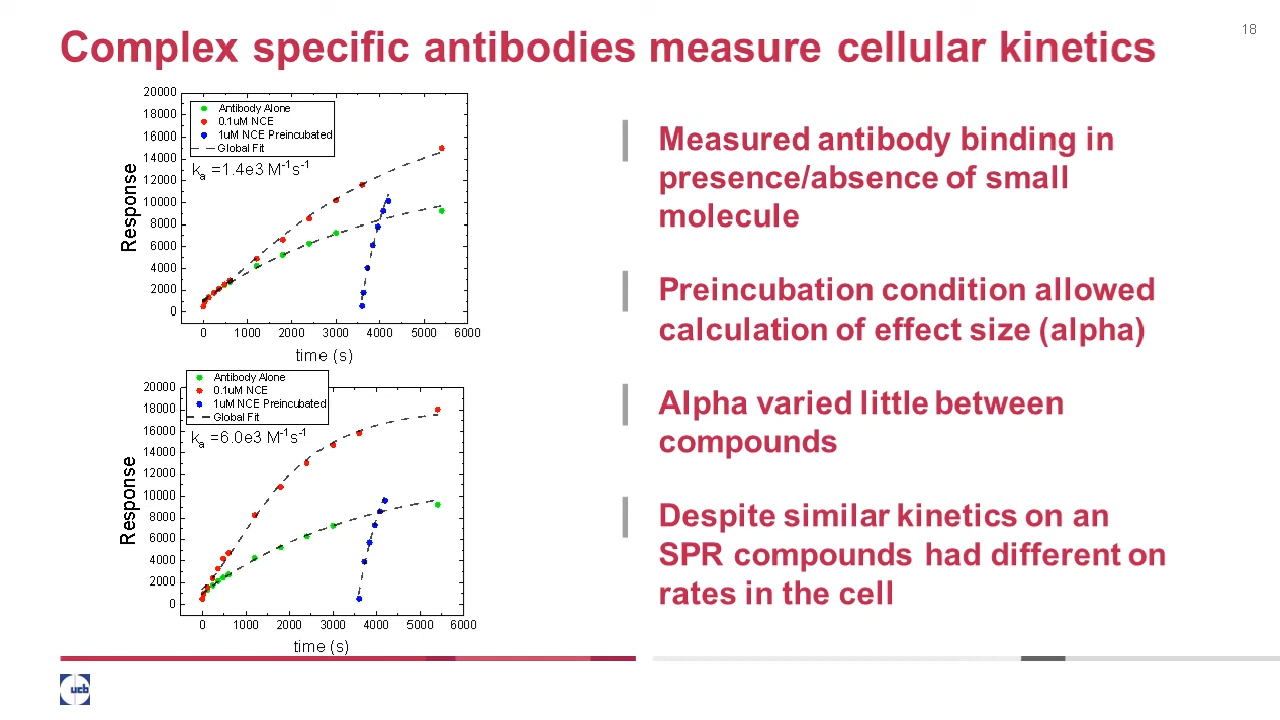 Complex specific antibodies measure cellular kinetics
18
20000
18000
16000
14000
12000
10000
8000
6000
4000
2000
0
Response
Antibody Alone
0.1uM NCE
1uM NCE Preincubated
Global Fit
ka =1.4e3 M-1s-1
0 1000 2000 3000 4000 5000 6000
time (s)
20000
18000
16000
14000
12000
10000
8000
6000
4000
2000
0
Response
Antibody Alone
0.1uM NCE
1uM NCE Preincubated
Global Fit
ka =6.0e3 M-1s-1
0 1000 2000 3000 4000 5000 6000
time (s)
Measured antibody binding in
presence/absence of small
molecule
Preincubation condition allowed
calculation of effect size (alpha)
Alpha varied little between
compounds
Despite similar kinetics on an
SPR compounds had different on
rates in the cell
ucb